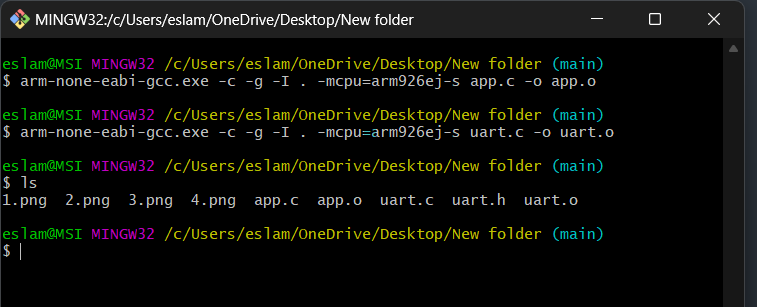 MINGW32:/c/Users/eslam/OneDrive/Desktop/New folder
eslam@MSI MINGW32 /c/Users/eslam/OneDrive/Desktop/New folder (main)
$ arm-none-eabi-gcc.exe -c -g -I . -mcpu=arm926ej-s app.c -o app.o
eslam@MSI MINGW32 /c/Users/eslam/OneDrive/Desktop/New folder (main)
$ arm-none-eabi-gcc.exe -c -g -I . -mcpu=arm926ej-s uart.c -o uart.o
eslam@MSI MINGW32 /c/Users/eslam/OneDrive/Desktop/New folder (main)
$ ls
1.png  2.png  3.png  4.png  app.c  app.o  uart.c  uart.h  uart.o
eslam@MSI MINGW32 /c/Users/eslam/OneDrive/Desktop/New folder (main)
$